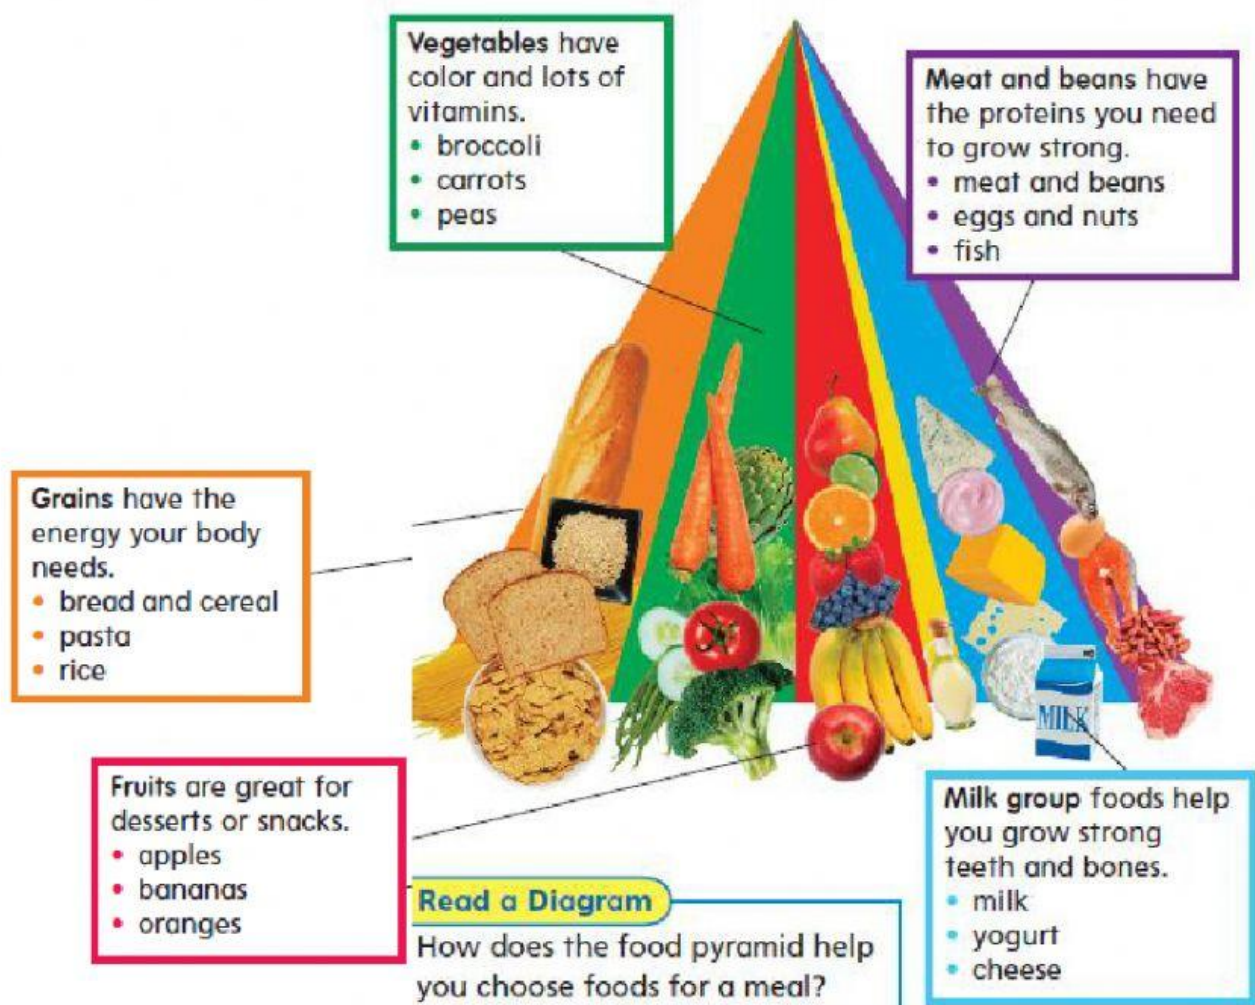 Vegetables have
color and lots of
vitamins.
• broccoli
• carrots
• peas
Meat and beans have
the proteins you need
to grow strong.
• meat and beans
• eggs and nuts
• fish
Grains have the
energy your body
needs.
• bread and cereal
• pasta
• rice
Fruits are great for
desserts or snacks.
• apples
• bananas
• oranges
MILK
Milk group foods help
you grow strong
teeth and bones.
• milk
• yogurt
• cheese
Read a Diagram
How does the food pyramid help
you choose foods for a meal?